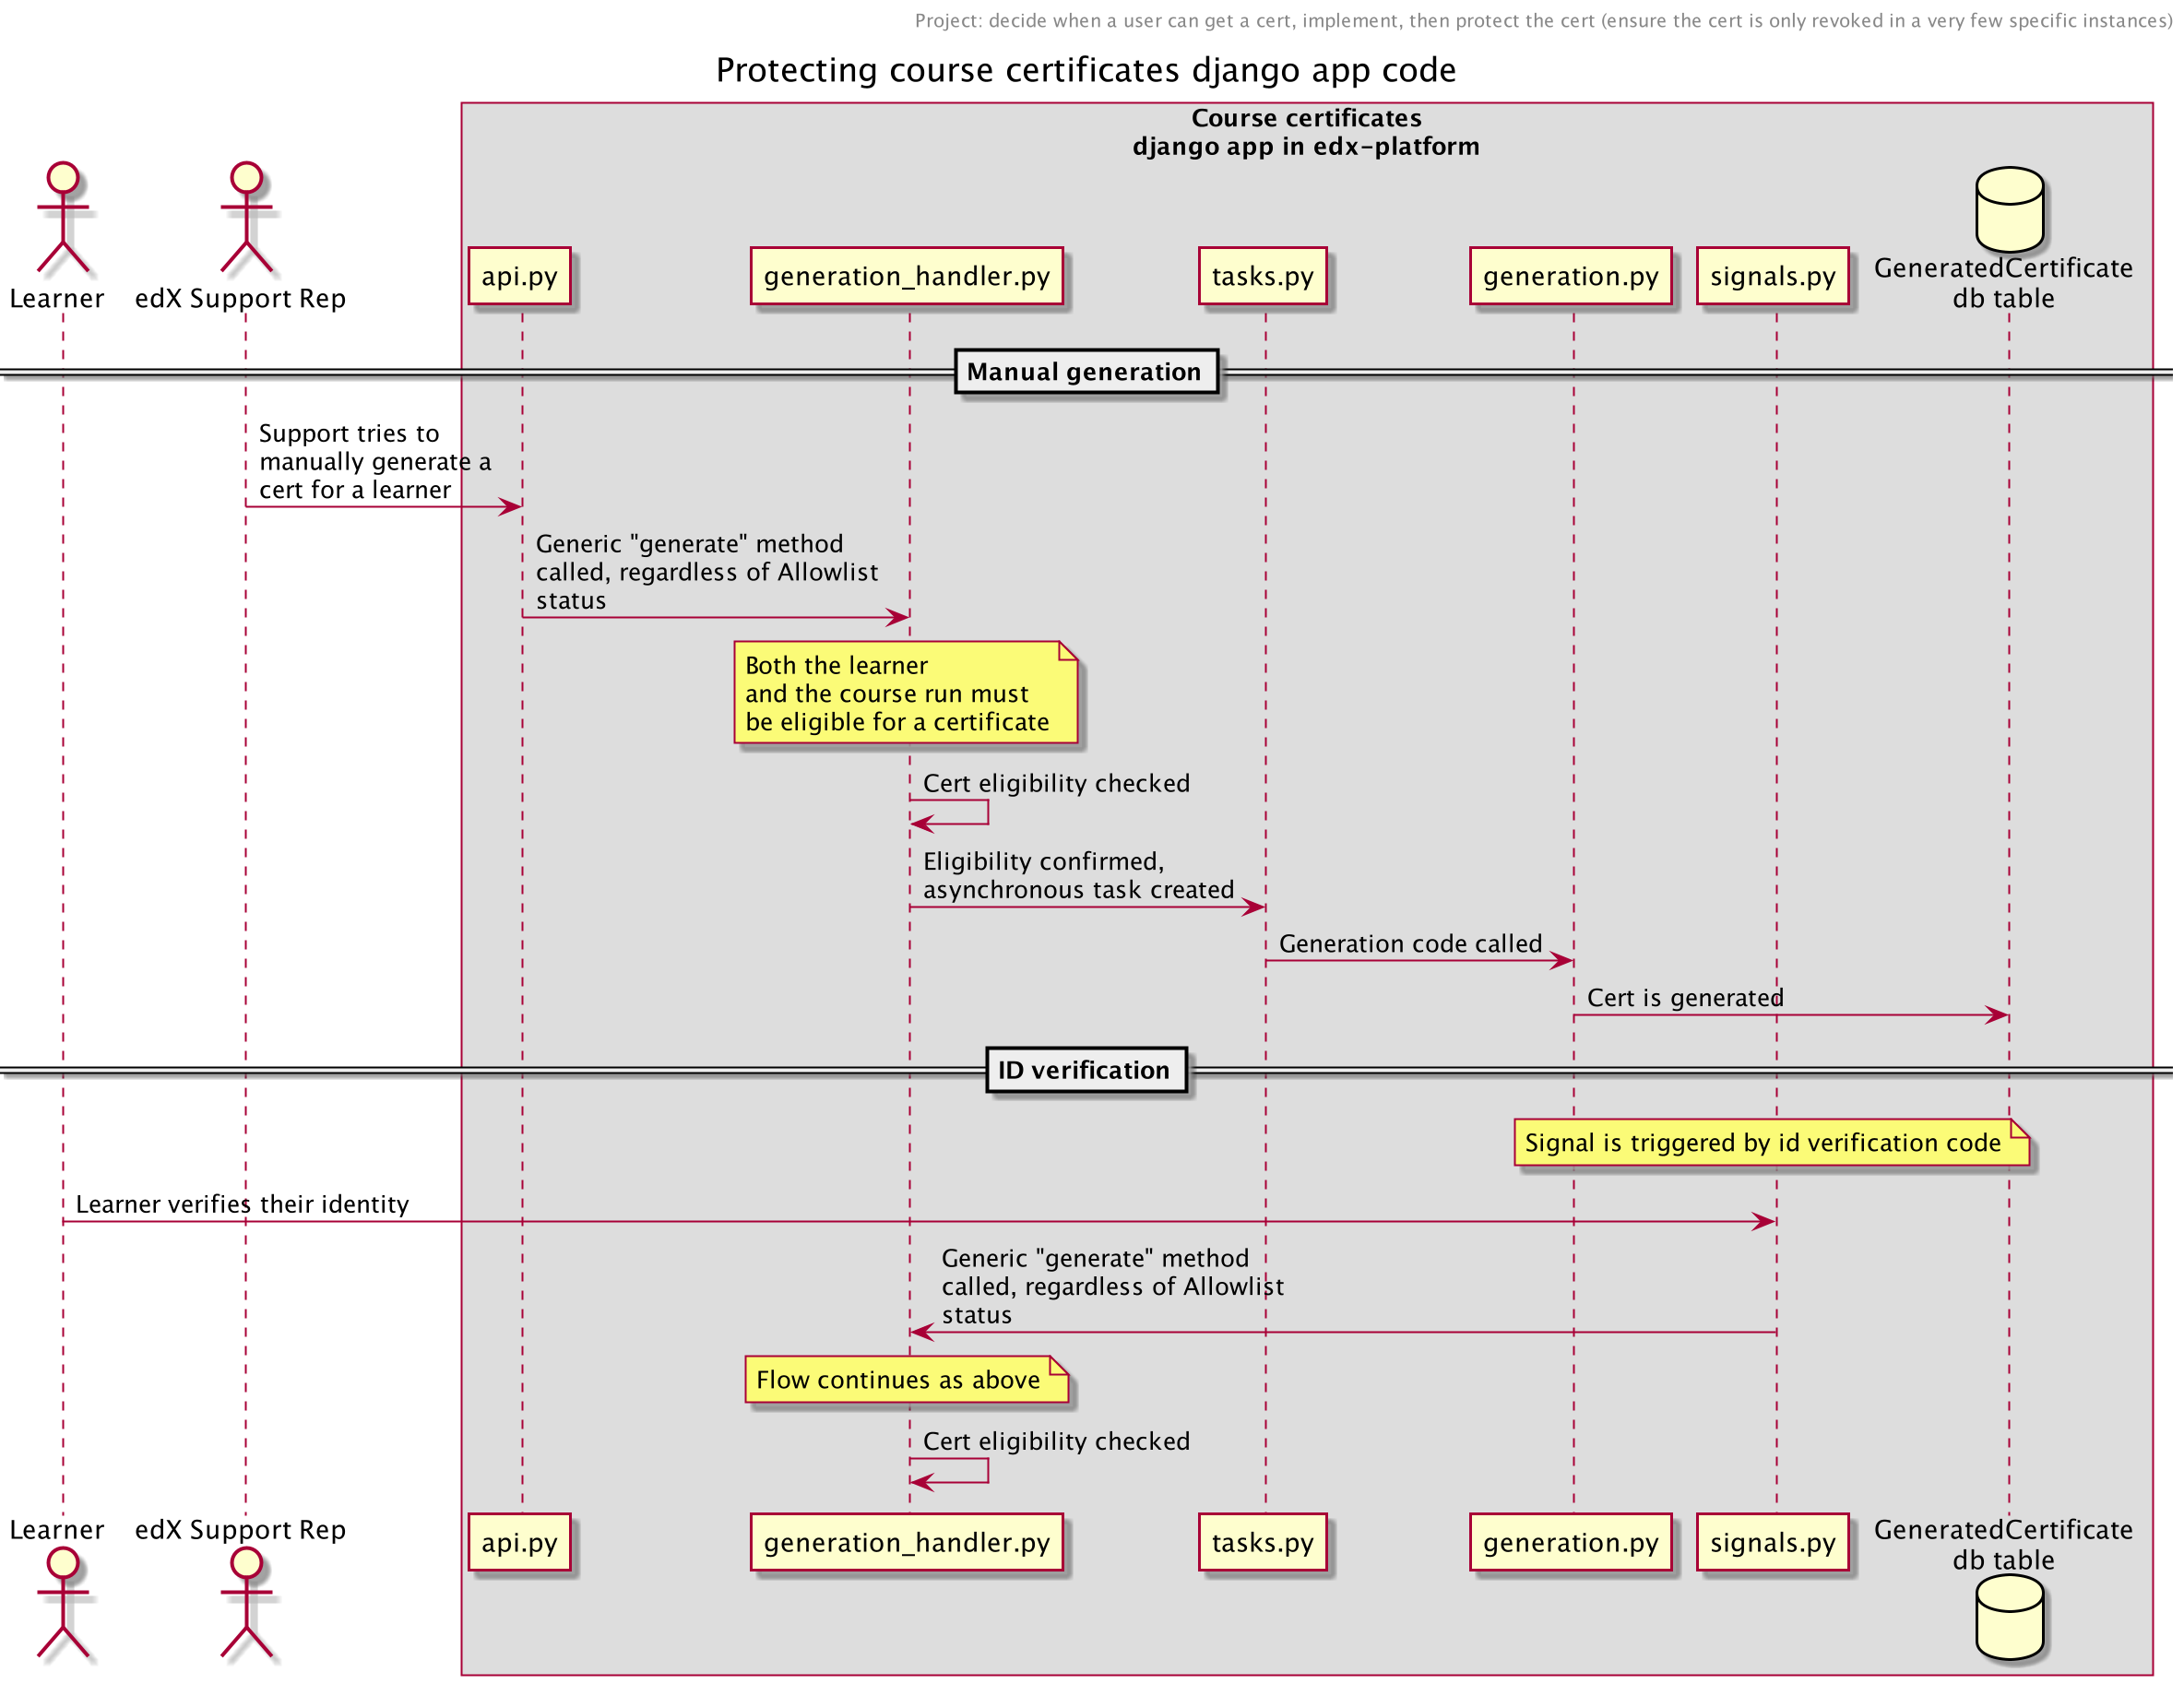 Project: decide when a user can get a cert, implement, then protect the cert (ensure the cert is only revoked in a very few specific instances)
Protecting course certificates django app code
Course certificates
django app in edx-platform
Learner
edX Support Rep
api.py
generation_handler.py
tasks.py
generation.py
signals.py
GeneratedCertificate
db table
Manual generation
Support tries to
manually generate a
cert for a learner
Generic "generate" method
called, regardless of Allowlist
status
Both the learner
and the course run must
be eligible for a certificate
Cert eligibility checked
Eligibility confirmed,
asynchronous task created
Generation code called
Cert is generated
ID verification
Signal is triggered by id verification code
Learner verifies their identity
Generic "generate" method
called, regardless of Allowlist
status
Flow continues as above
Cert eligibility checked
Learner
edX Support Rep
api.py
generation_handler.py
tasks.py
generation.py
signals.py
GeneratedCertificate
db table